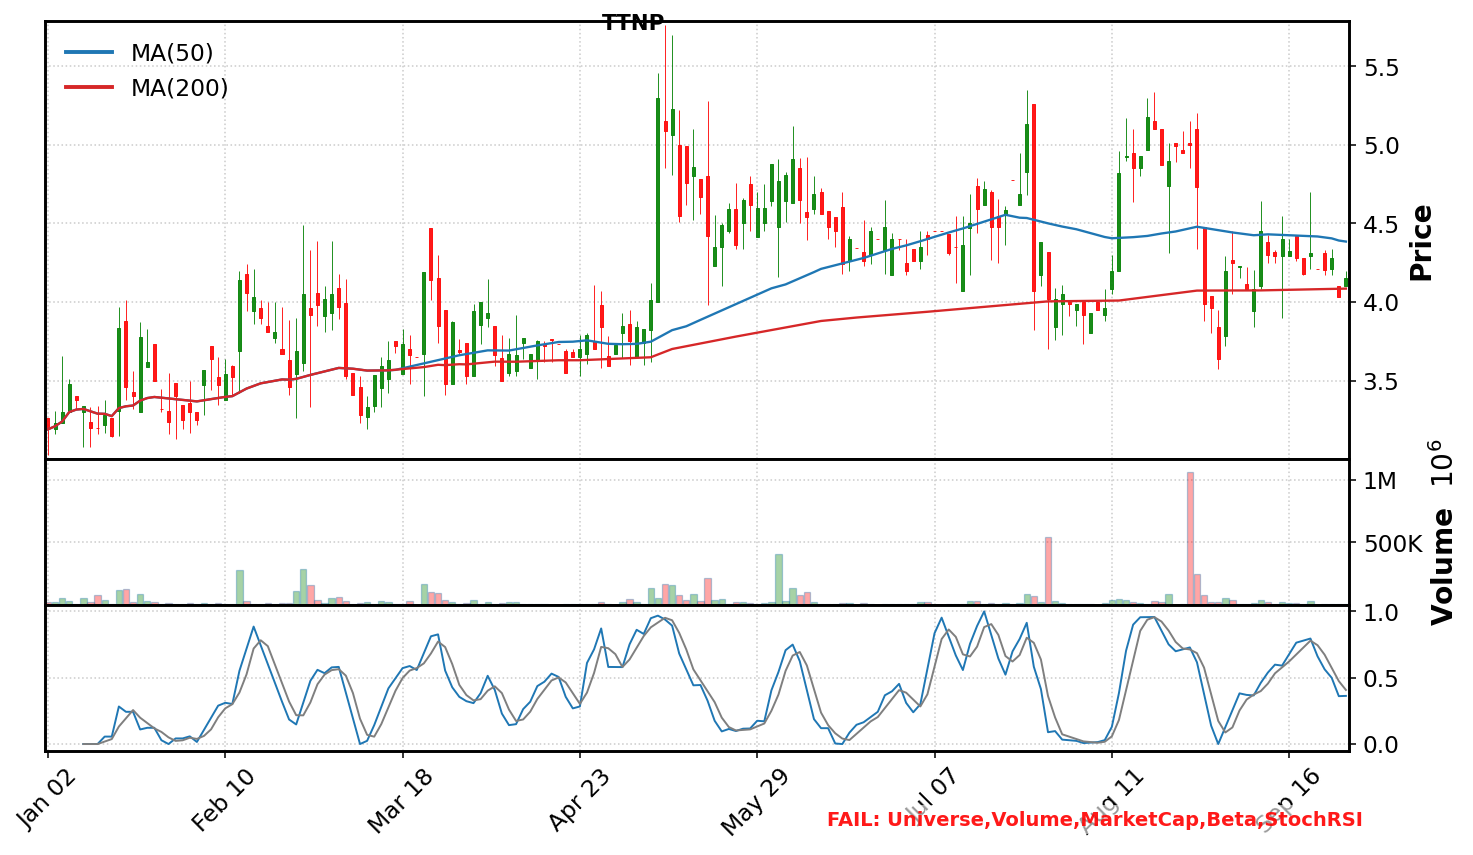 TTNP
MA(50)
MA(200)
5.5
5.0
4.5
4.0
3.5
Price
1M
500K
Volume 10⁶
1.0
0.5
0.0
Jan 02
Feb 10
Mar 18
Apr 23
May 29
Jul 07
Aug 11
Sep 16
FAIL: Universe,Volume,MarketCap,Beta,StochRSI